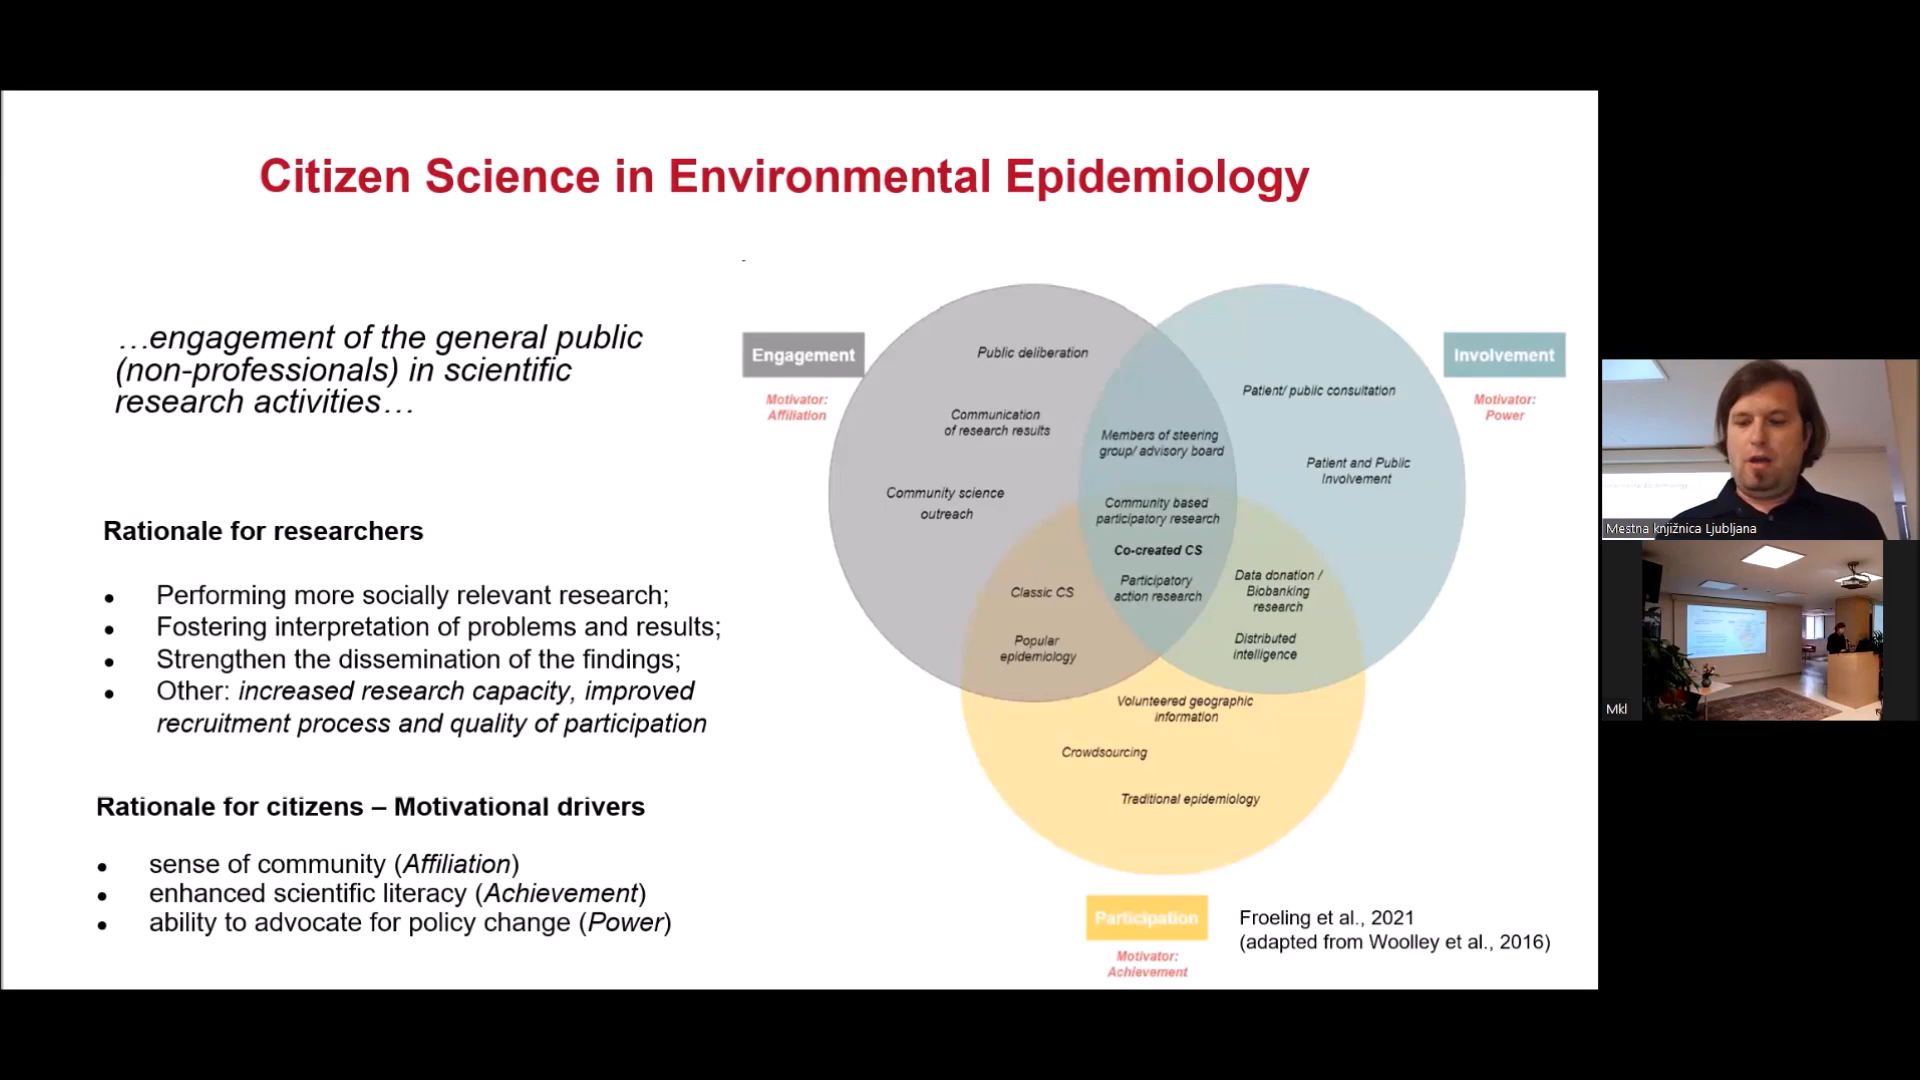 Citizen Science in Environmental Epidemiology
…engagement of the general public
(non-professionals) in scientific
research activities…
Rationale for researchers
• Performing more socially relevant research;
• Fostering interpretation of problems and results;
• Strengthen the dissemination of the findings;
• Other: increased research capacity, improved
recruitment process and quality of participation
Rationale for citizens – Motivational drivers
• sense of community (Affiliation)
• enhanced scientific literacy (Achievement)
• ability to advocate for policy change (Power)
Engagement
Motivator:
Affiliation
Public deliberation
Communication
of research results
Community science
outreach
Members of steering
group/ advisory board
Community based
participatory research
Co-created CS
Participatory
action research
Involvement
Motivator:
Power
Patient/ public consultation
Patient and Public
Involvement
Classic CS
Popular
epidemiology
Data donation /
Biobanking
research
Distributed
intelligence
Volunteered geographic
information
Crowdsourcing
Traditional epidemiology
Participation
Motivator:
Achievement
Froeling et al., 2021
(adapted from Woolley et al., 2016)
Mestna knjižnica Ljubljana
Mkl